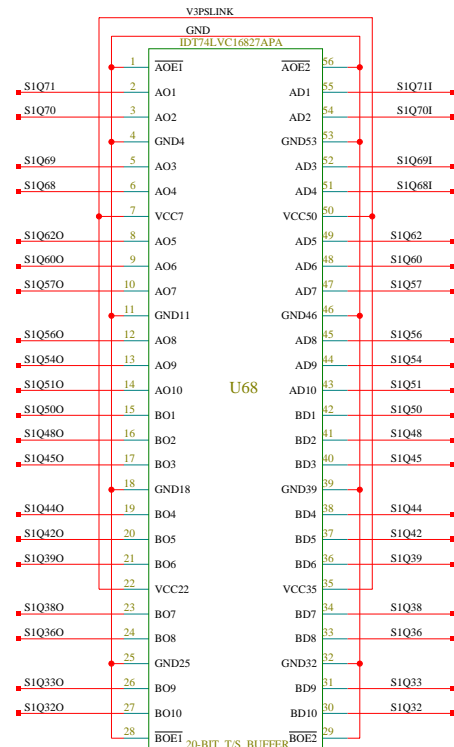 V3PSLINK
GND
IDT74LVC16827APA
1 AOE1 AOE2 56
S1Q71 2 AO1 AD1 55 S1Q71I
S1Q70 3 AO2 AD2 54 S1Q70I
4 GND4 GND53 53
S1Q69 5 AO3 AD3 52 S1Q69I
S1Q68 6 AO4 AD4 51 S1Q68I
7 VCC7 VCC50 50
S1Q62O 8 AO5 AD5 49 S1Q62
S1Q60O 9 AO6 AD6 48 S1Q60
S1Q57O 10 AO7 AD7 47 S1Q57
11 GND11 GND46 46
S1Q56O 12 AO8 AD8 45 S1Q56
S1Q54O 13 AO9 AD9 44 S1Q54
S1Q51O 14 AO10 AD10 43 S1Q51
U68
S1Q50O 15 BO1 BD1 42 S1Q50
S1Q48O 16 BO2 BD2 41 S1Q48
S1Q45O 17 BO3 BD3 40 S1Q45
18 GND18 GND39 39
S1Q44O 19 BO4 BD4 38 S1Q44
S1Q42O 20 BO5 BD5 37 S1Q42
S1Q39O 21 BO6 BD6 36 S1Q39
22 VCC22 VCC35 35
S1Q38O 23 BO7 BD7 34 S1Q38
S1Q36O 24 BO8 BD8 33 S1Q36
25 GND25 GND32 32
S1Q33O 26 BO9 BD9 31 S1Q33
S1Q32O 27 BO10 BD10 30 S1Q32
28 BOE1 BOE2 29
20-BIT T/S BUFFER